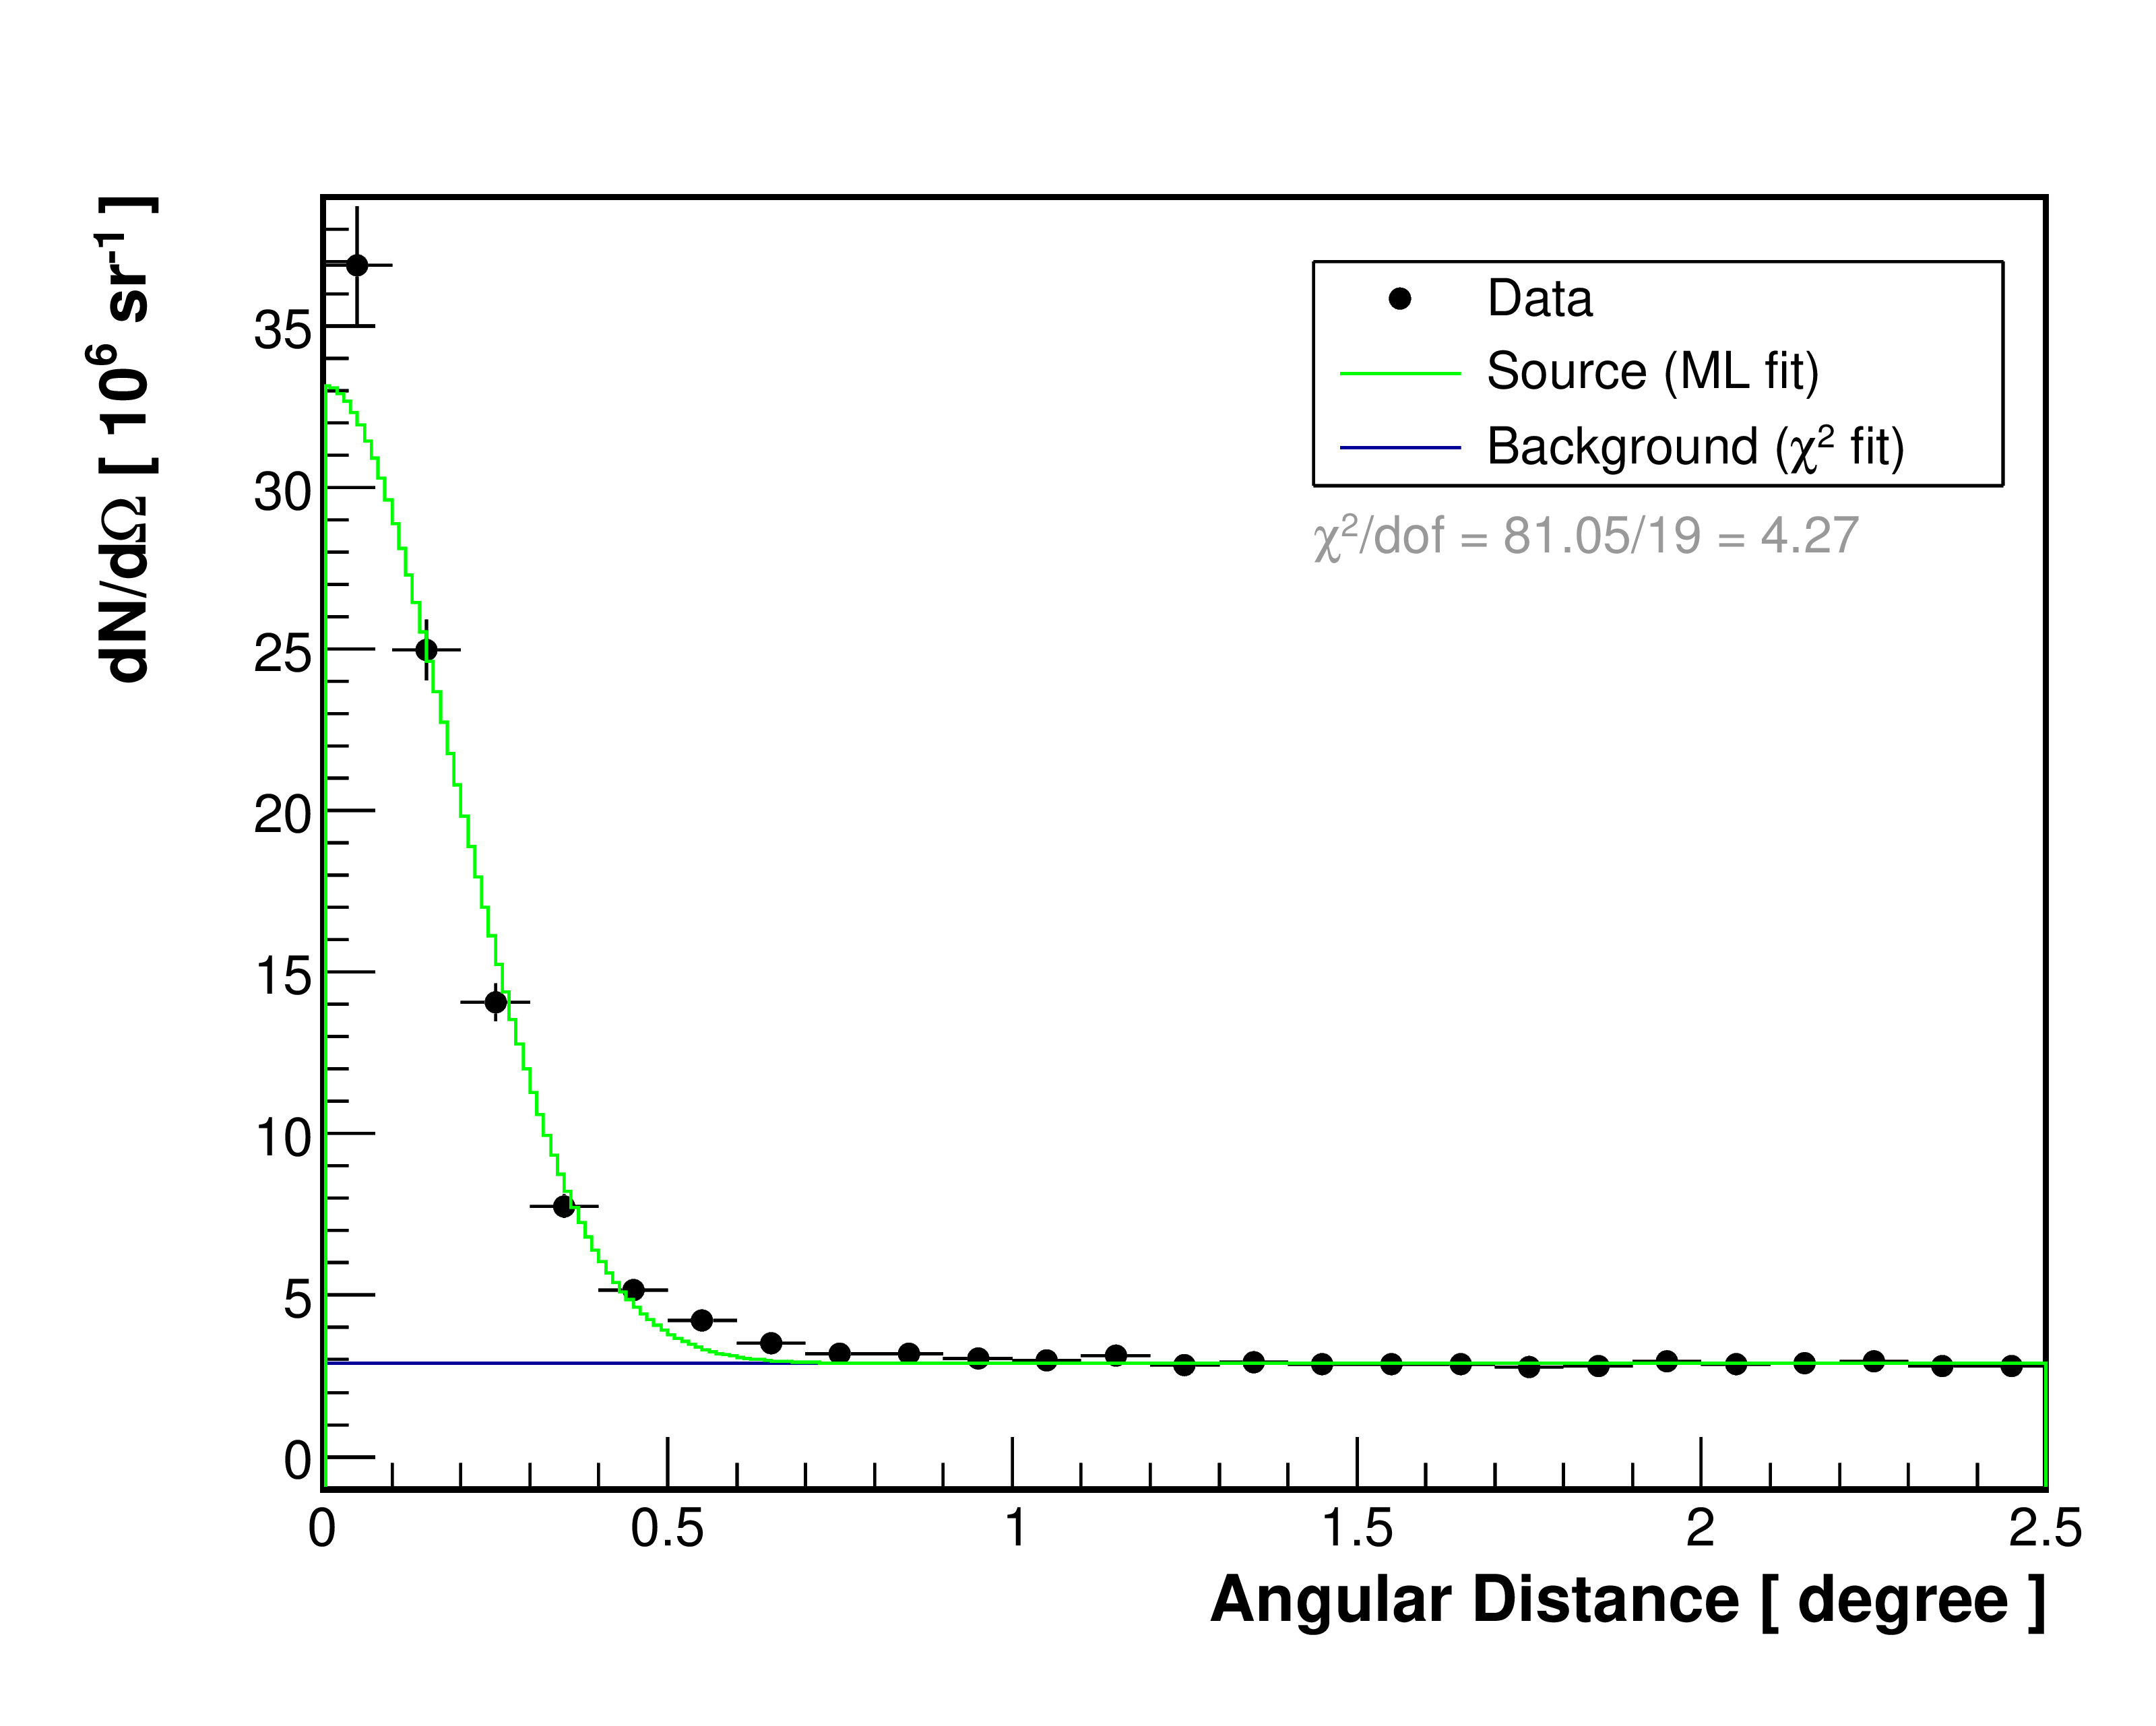 dN/dΩ [ 10⁶ sr⁻¹ ]
35
30
25
20
15
10
5
0
Data
Source (ML fit)
Background (χ² fit)
χ²/dof = 81.05/19 = 4.27
0 0.5 1 1.5 2 2.5
Angular Distance [ degree ]